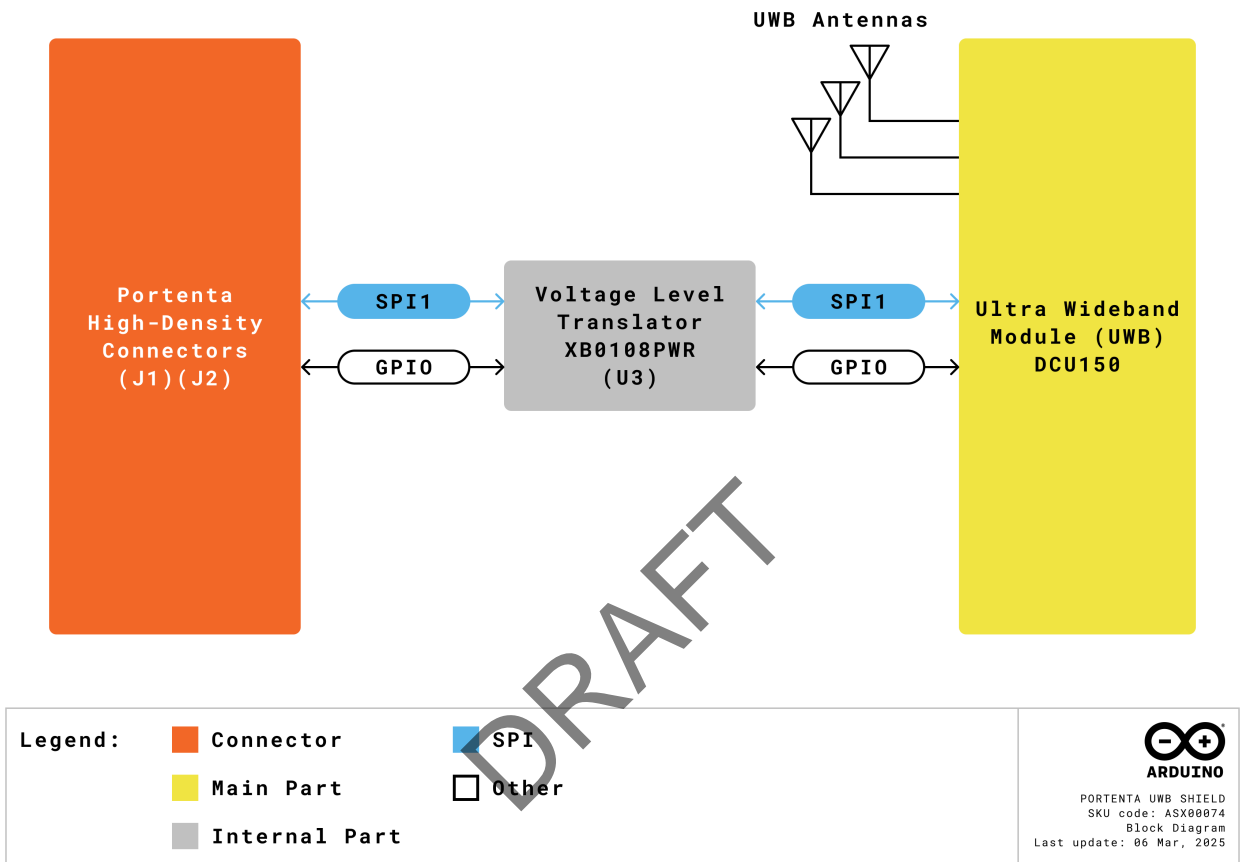 UWB Antennas
Portenta
High-Density
Connectors
(J1)(J2)
SPI1
GPIO
Voltage Level
Translator
XB0108PWR
(U3)
SPI1
GPIO
Ultra Wideband
Module (UWB)
DCU150
DRAFT
Legend:
Connector
Main Part
Internal Part
SPI
Other
ARDUINO
PORTENTA UWB SHIELD
SKU code: ASX00074
Block Diagram
Last update: 06 Mar, 2025